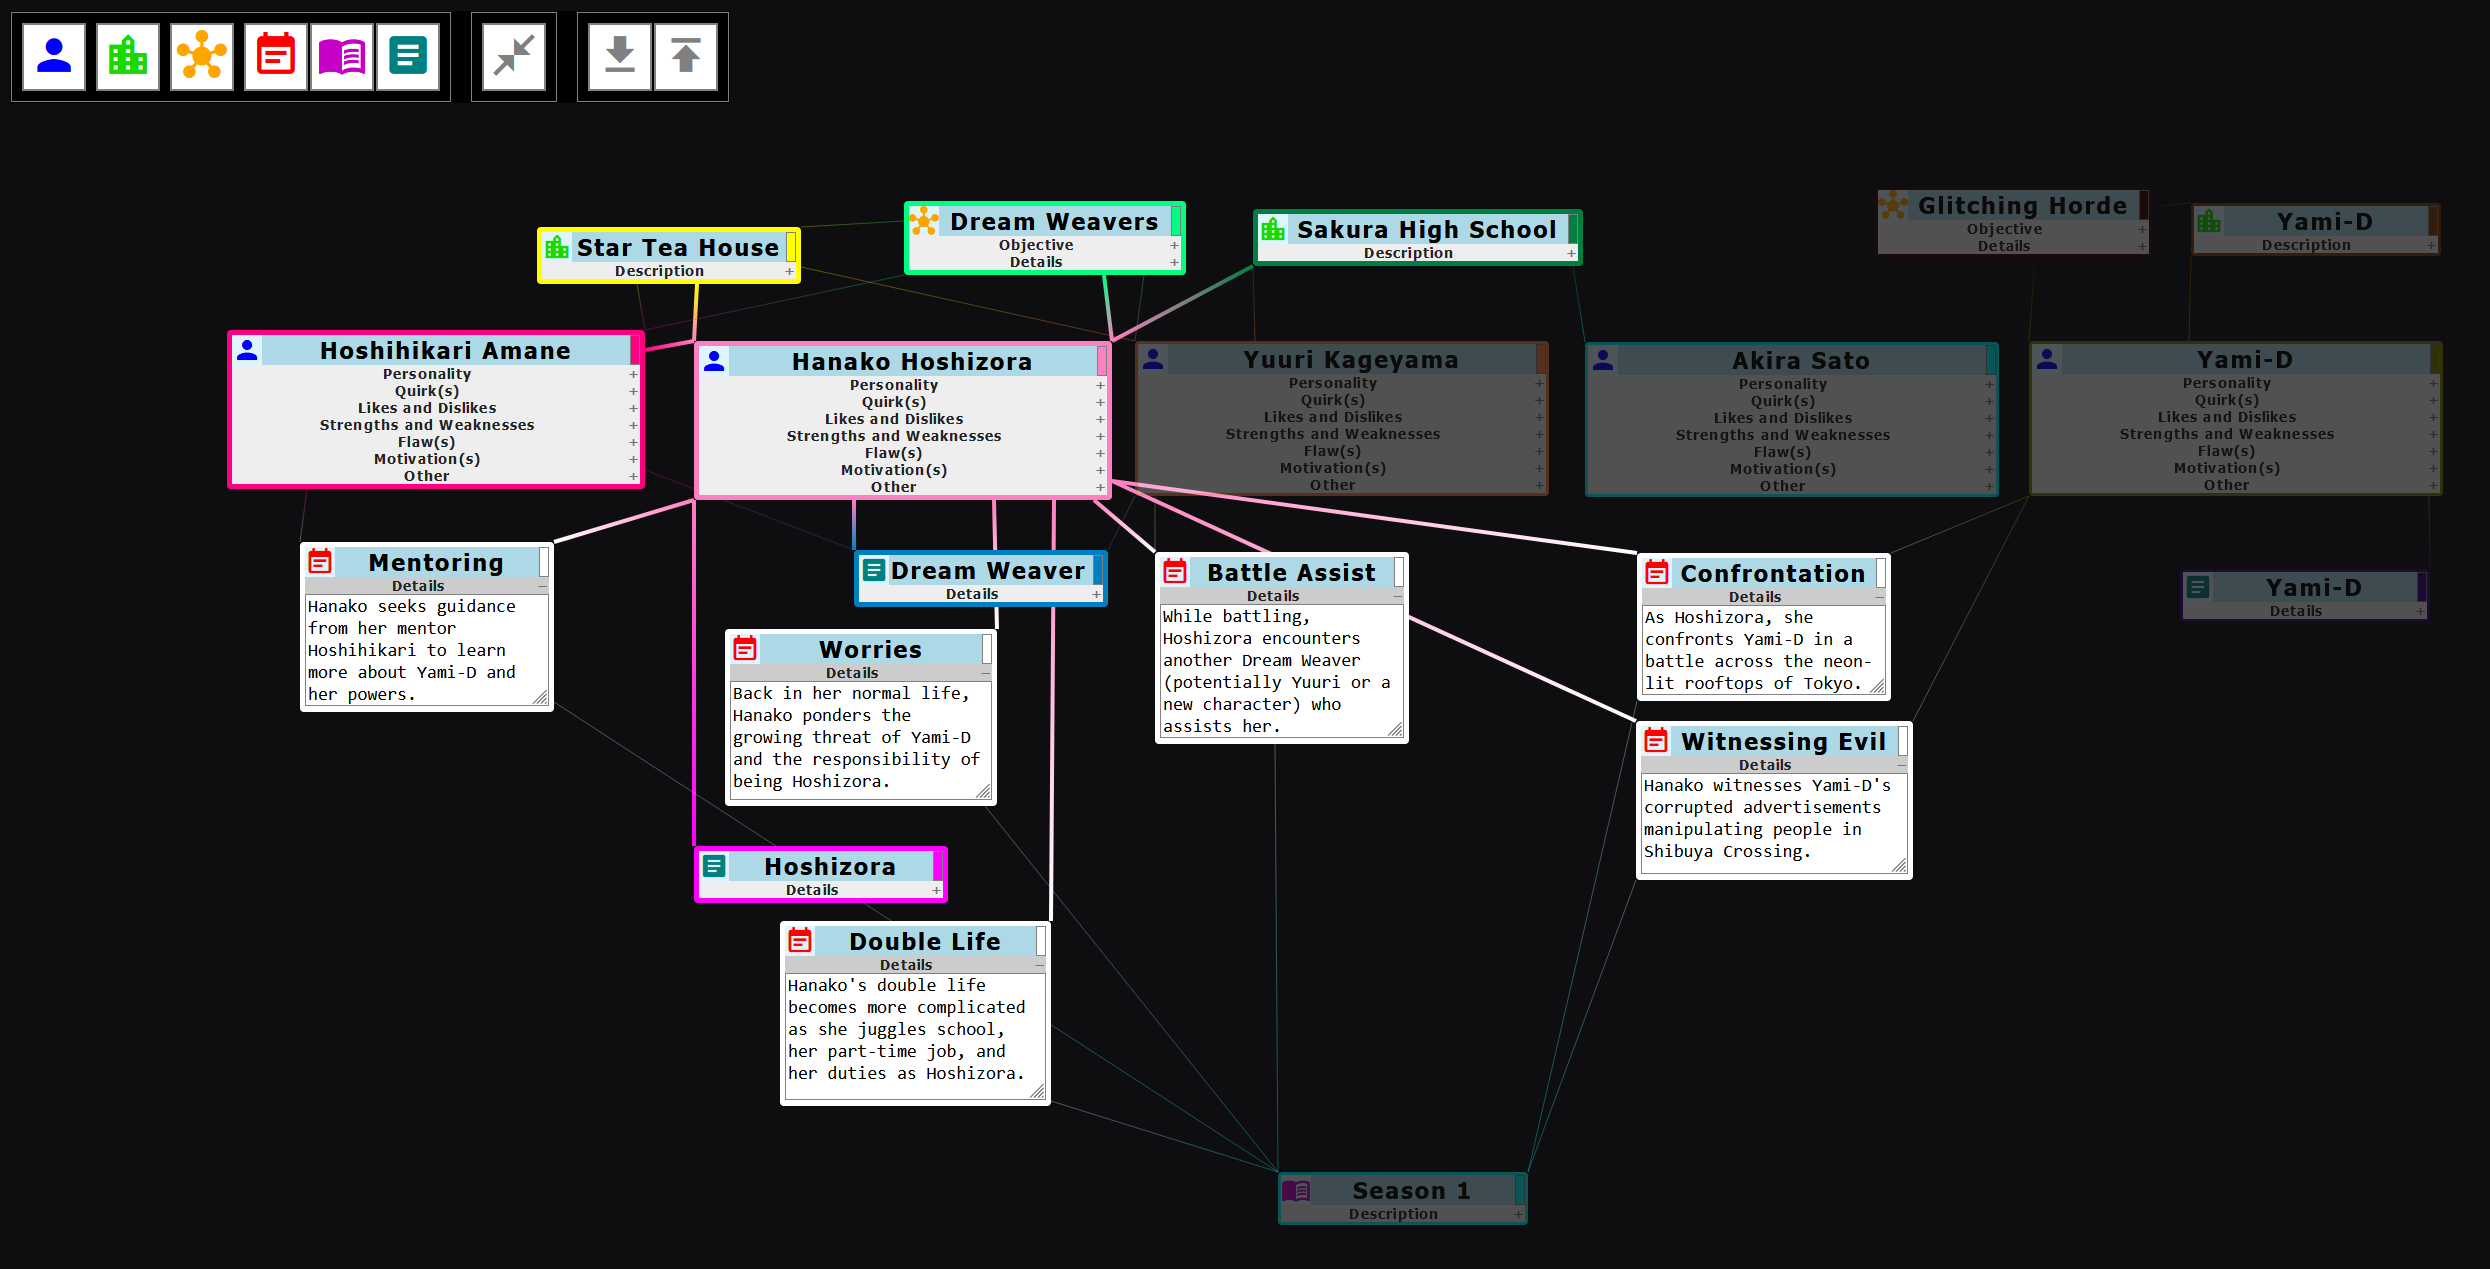 Star Tea House
Description
Dream Weavers
Objective
Details
Sakura High School
Description
Glitching Horde
Objective
Details
Yami-D
Description
Hoshihikari Amane
Personality
Quirk(s)
Likes and Dislikes
Strengths and Weaknesses
Flaw(s)
Motivation(s)
Other
Hanako Hoshizora
Personality
Quirk(s)
Likes and Dislikes
Strengths and Weaknesses
Flaw(s)
Motivation(s)
Other
Yuuri Kageyama
Personality
Quirk(s)
Likes and Dislikes
Strengths and Weaknesses
Flaw(s)
Motivation(s)
Other
Akira Sato
Personality
Quirk(s)
Likes and Dislikes
Strengths and Weaknesses
Flaw(s)
Motivation(s)
Other
Yami-D
Personality
Quirk(s)
Likes and Dislikes
Strengths and Weaknesses
Flaw(s)
Motivation(s)
Other
Mentoring
Details
Hanako seeks guidance
from her mentor
Hoshihikari to learn
more about Yami-D and
her powers.
Dream Weaver
Details
Worries
Details
Back in her normal life,
Hanako ponders the
growing threat of Yami-D
and the responsibility of
being Hoshizora.
Battle Assist
Details
While battling,
Hoshizora encounters
another Dream Weaver
(potentially Yuuri or a
new character) who
assists her.
Confrontation
Details
As Hoshizora, she
confronts Yami-D in a
battle across the neon-
lit rooftops of Tokyo.
Yami-D
Details
Witnessing Evil
Details
Hanako witnesses Yami-D's
corrupted advertisements
manipulating people in
Shibuya Crossing.
Hoshizora
Details
Double Life
Details
Hanako's double life
becomes more complicated
as she juggles school,
her part-time job, and
her duties as Hoshizora.
Season 1
Description